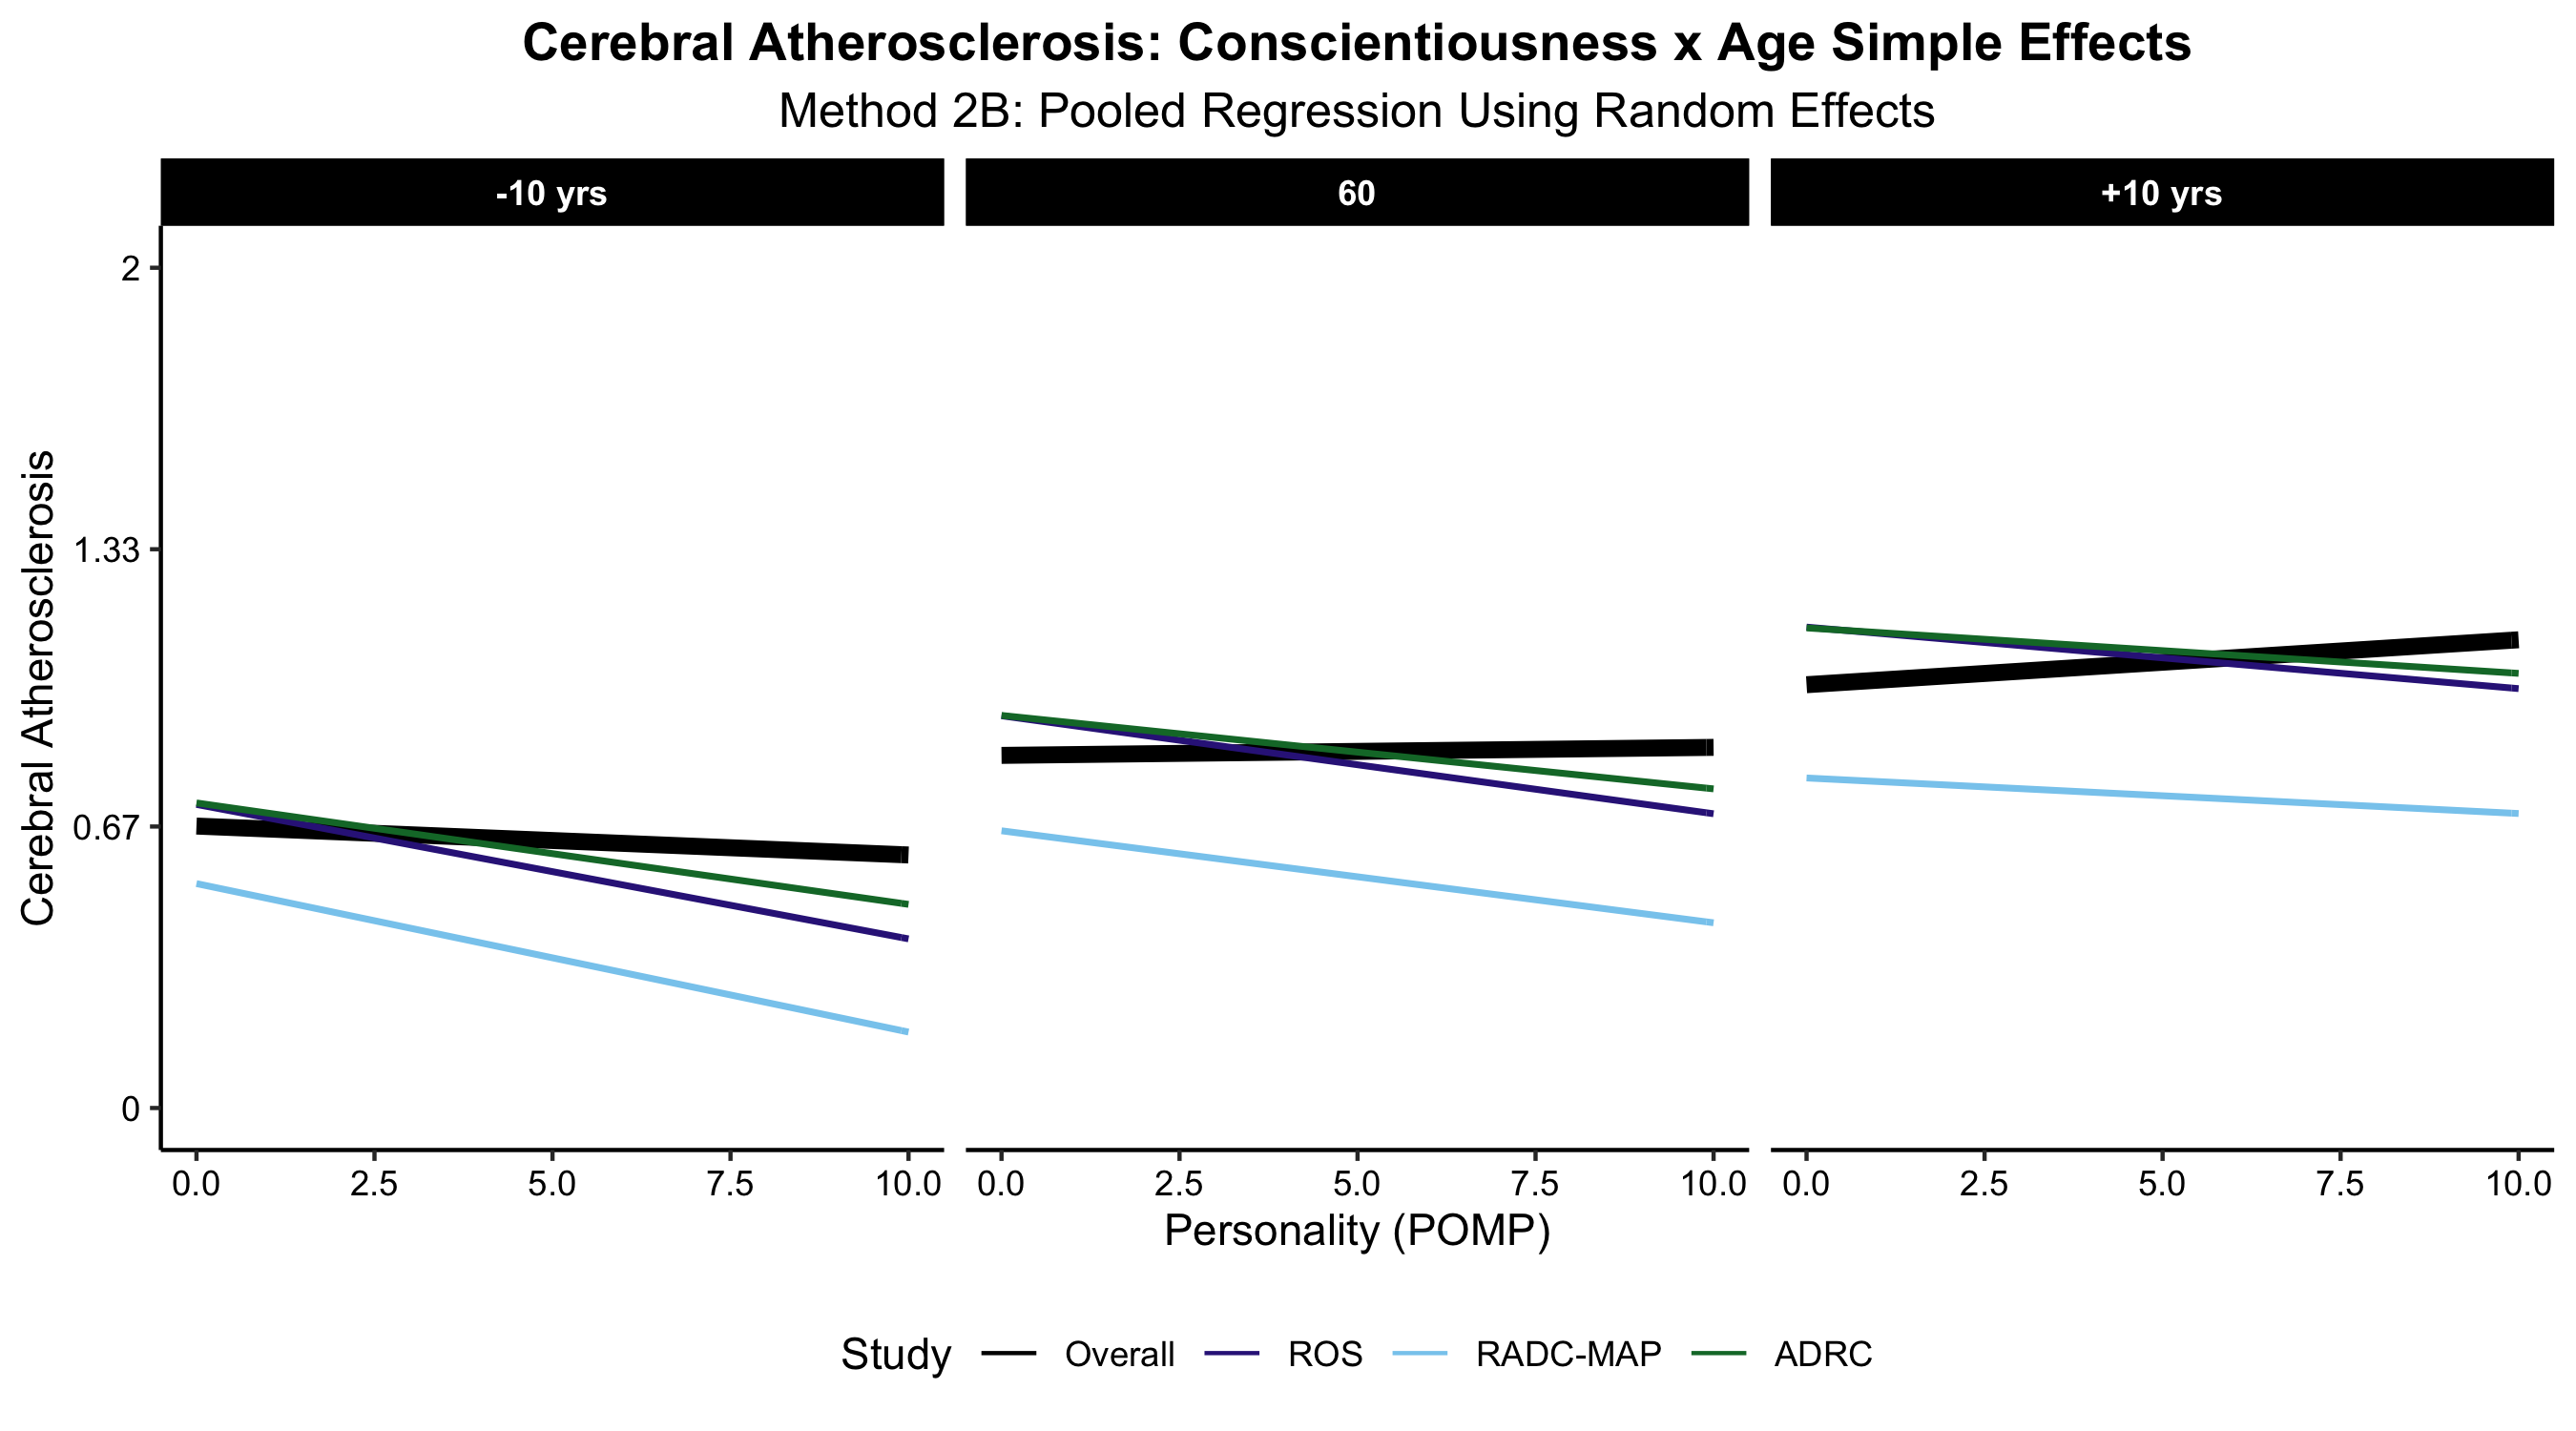 Cerebral Atherosclerosis: Conscientiousness x Age Simple Effects
Method 2B: Pooled Regression Using Random Effects
-10 yrs
60
+10 yrs
Cerebral Atherosclerosis
2
1.33
0.67
0
0.0 2.5 5.0 7.5 10.0
0.0 2.5 5.0 7.5 10.0
0.0 2.5 5.0 7.5 10.0
Personality (POMP)
Study Overall ROS RADC-MAP ADRC